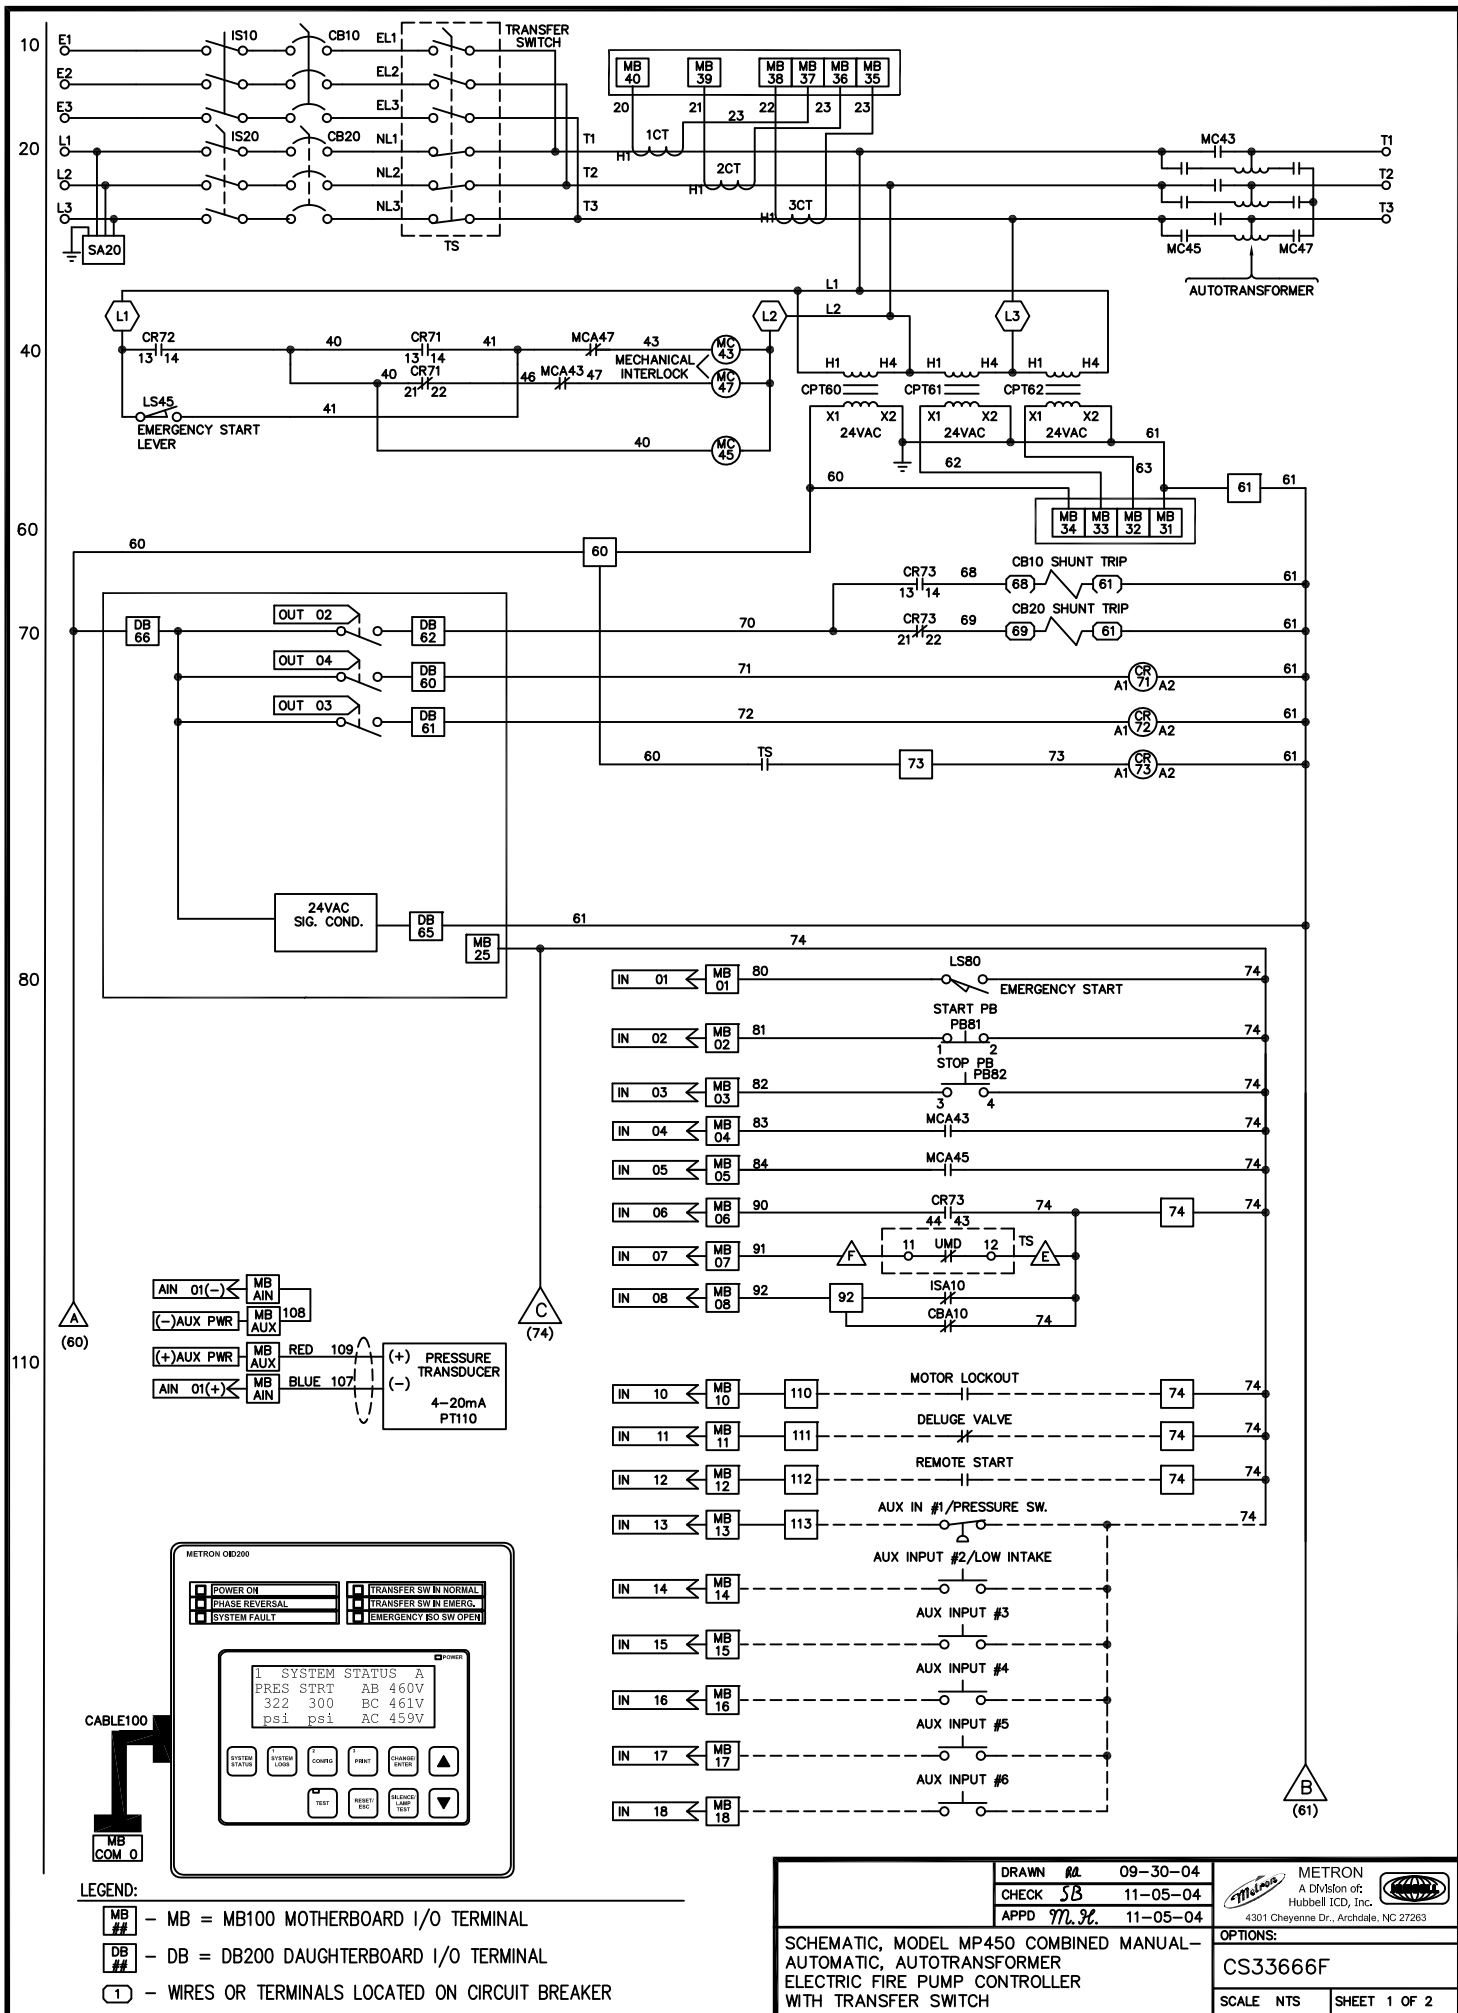 10 E1 IS10 CB10 EL1 TRANSFER SWITCH
E2 EL2
E3 EL3
MB 40 MB 39 MB 38 MB 37 MB 36 MB 35
20 21 22 23 23 23
20 L1 IS20 CB20 NL1 T1 H1 1CT MC43 T1
L2 NL2 T2 H1 2CT T2
L3 NL3 T3 H1 3CT T3
SA20 TS MC45 MC47
AUTOTRANSFORMER
L1
L1 L2 L2 L3
40 CR72 13 14 40 CR71 13 14 41 MCA47 43 MC 43
MECHANICAL INTERLOCK
40 CR71 21 22 46 MCA43 47 MC 47
LS45 41
EMERGENCY START LEVER
40 MC 45
H1 H4 H1 H4 H1 H4
CPT60 CPT61 CPT62
X1 X2 X1 X2 X1 X2
24VAC 24VAC 24VAC 61
60 62 63 61 61
MB 34 MB 33 MB 32 MB 31
60 60 60
CR73 13 14 68 CB10 SHUNT TRIP 68 61 61
70 DB 66 OUT 02 DB 62 70 CR73 21 22 69 CB20 SHUNT TRIP 69 61 61
OUT 04 DB 60 71 A1 CR 71 A2 61
OUT 03 DB 61 72 A1 CR 72 A2 61
60 TS 73 73 A1 CR 73 A2 61
24VAC SIG. COND. DB 65 61
MB 25 74
80 IN 01 MB 01 80 LS80 EMERGENCY START 74
START PB
IN 02 MB 02 81 PB81 1 2 74
STOP PB
IN 03 MB 03 82 PB82 3 4 74
IN 04 MB 04 83 MCA43 74
IN 05 MB 05 84 MCA45 74
IN 06 MB 06 90 CR73 44 43 74 74 74
IN 07 MB 07 91 F 11 UMD 12 TS E
IN 08 MB 08 92 92 ISA10
CBA10 74
A (60)
C (74)
AIN 01(-) MB AIN
(-)AUX PWR MB AUX 108
110 (+)AUX PWR MB AUX RED 109 (+) PRESSURE TRANSDUCER
AIN 01(+) MB AIN BLUE 107 (-)
4-20mA
PT110
IN 10 MB 10 110 MOTOR LOCKOUT 74 74
IN 11 MB 11 111 DELUGE VALVE 74 74
IN 12 MB 12 112 REMOTE START 74 74
IN 13 MB 13 113 AUX IN #1/PRESSURE SW. 74
AUX INPUT #2/LOW INTAKE
IN 14 MB 14
AUX INPUT #3
IN 15 MB 15
AUX INPUT #4
IN 16 MB 16
AUX INPUT #5
IN 17 MB 17
AUX INPUT #6
IN 18 MB 18
B (61)
METRON OID200
POWER ON TRANSFER SW IN NORMAL
PHASE REVERSAL TRANSFER SW IN EMERG.
SYSTEM FAULT EMERGENCY ISO SW OPEN
POWER
1 SYSTEM STATUS A
PRES STRT AB 460V
322 300 BC 461V
psi psi AC 459V
SYSTEM STATUS 1 SYSTEM LOGS 2 CONFIG 3 PRINT CHANGE/ ENTER
TEST RESET/ ESC SILENCE/ LAMP TEST
CABLE100
MB COM 0
LEGEND:
MB ## - MB = MB100 MOTHERBOARD I/O TERMINAL
DB ## - DB = DB200 DAUGHTERBOARD I/O TERMINAL
1 - WIRES OR TERMINALS LOCATED ON CIRCUIT BREAKER
DRAWN RA 09-30-04
CHECK SB 11-05-04
APPD M.H. 11-05-04
SCHEMATIC, MODEL MP450 COMBINED MANUAL-
AUTOMATIC, AUTOTRANSFORMER
ELECTRIC FIRE PUMP CONTROLLER
WITH TRANSFER SWITCH
Metron METRON HUBBELL
A Division of:
Hubbell ICD, Inc.
4301 Cheyenne Dr., Archdale, NC 27263
OPTIONS:
CS33666F
SCALE NTS SHEET 1 OF 2